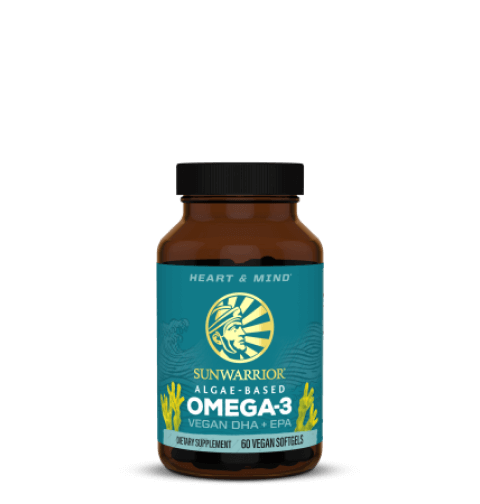 HEART & MIND
SUNWARRIOR
ALGAE-BASED
OMEGA-3
VEGAN DHA + EPA
DIETARY SUPPLEMENT 60 VEGAN SOFTGELS